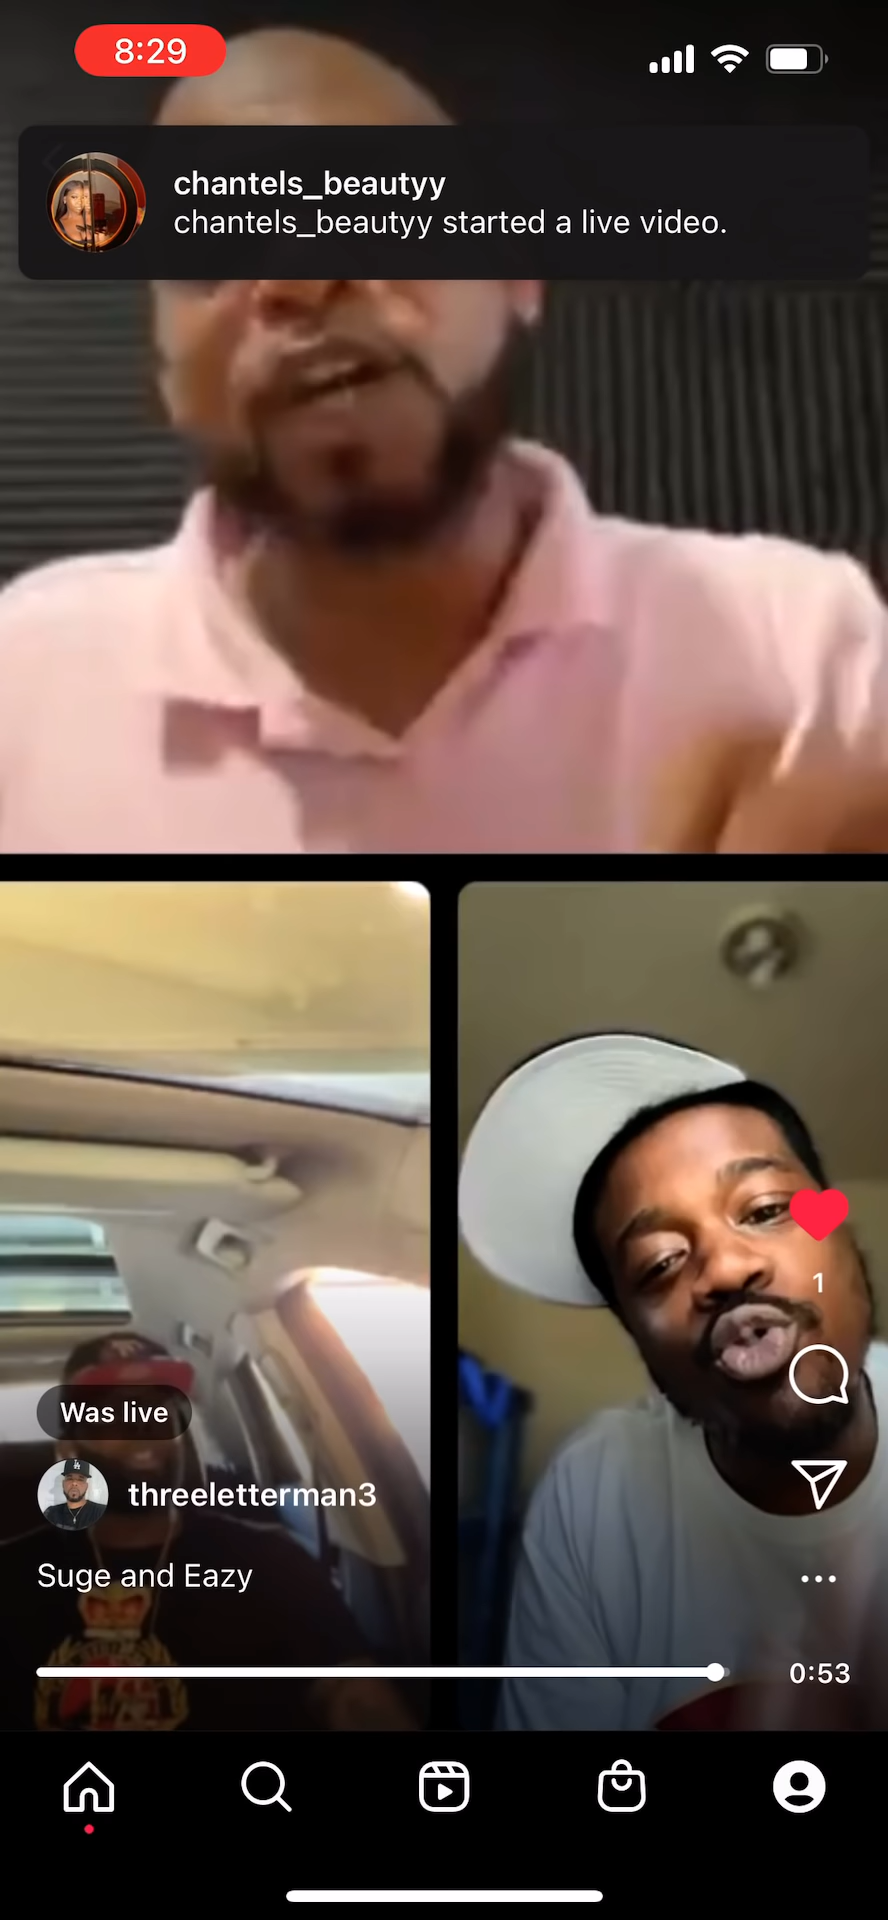 8:29
chantels_beautyy
chantels_beautyy started a live video.
1
Was live
threeletterman3
Suge and Eazy
0:53